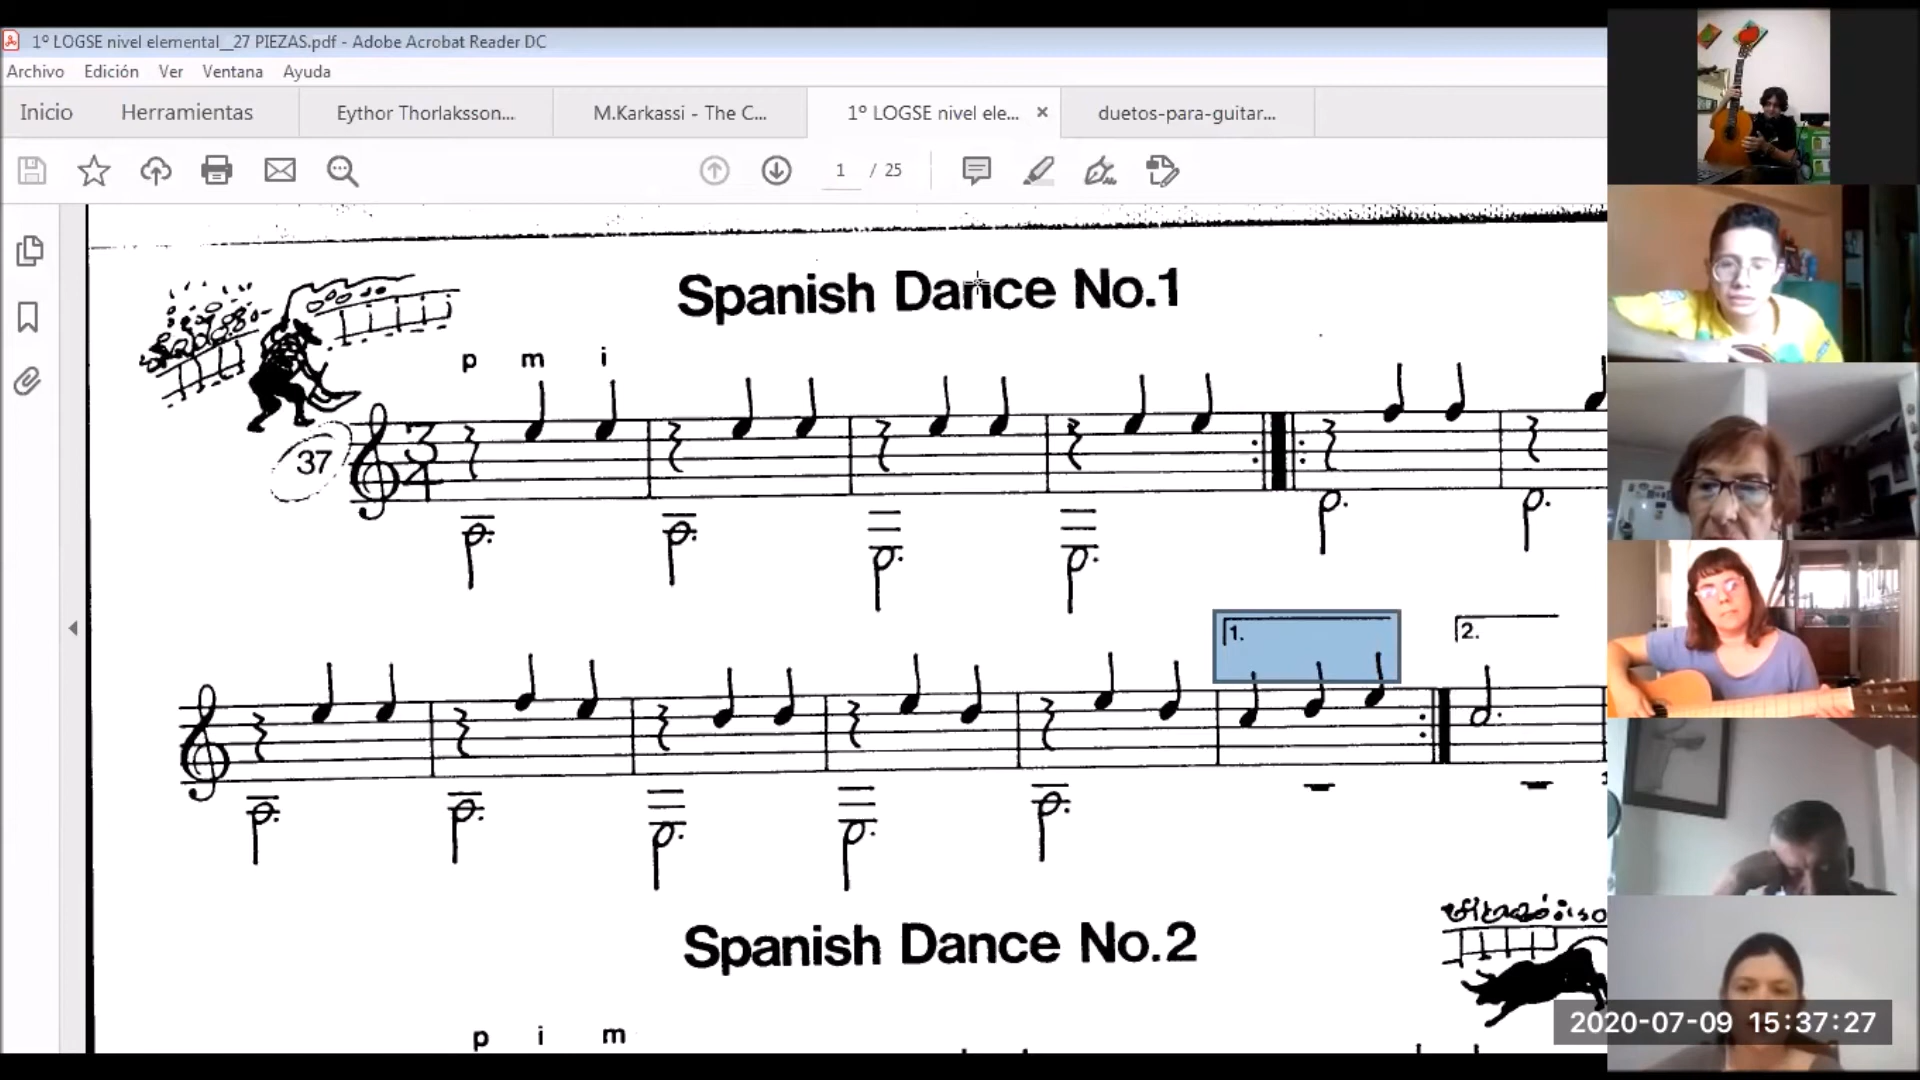 1º LOGSE nivel elemental__27 PIEZAS.pdf - Adobe Acrobat Reader DC
Archivo Edición Ver Ventana Ayuda
Inicio Herramientas Eythor Thorlaksson... M.Karkassi - The C... 1º LOGSE nivel ele... × duetos-para-guitar...
1 / 25
Spanish Dance No.1
p m i
37
3
4
1. 2.
Spanish Dance No.2
p i m
2020-07-09 15:37:27